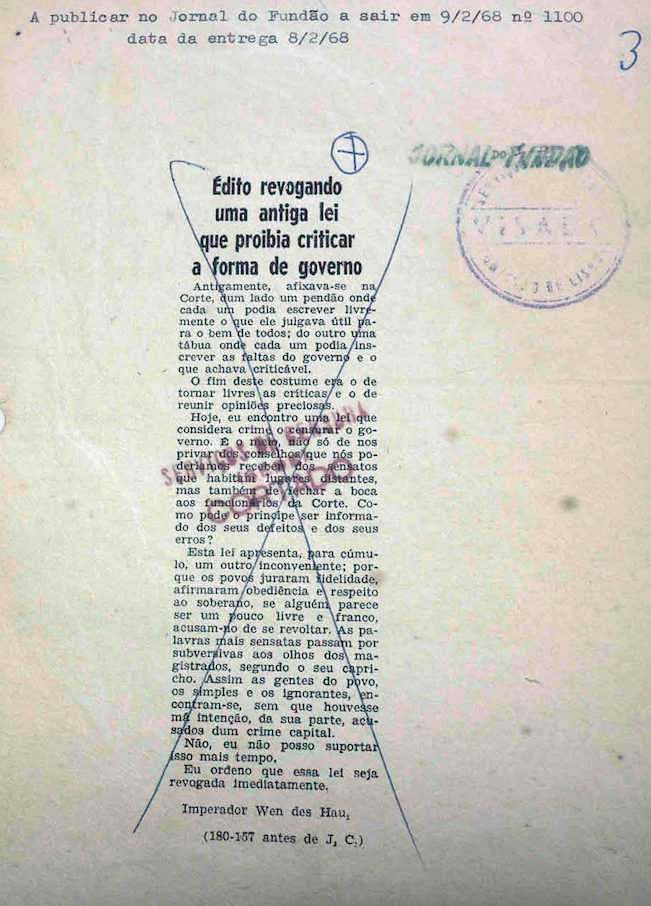 A publicar no Jornal do Fundão a sair em 9/2/68 nº 1100
data da entrega 8/2/68
3
JORNAL DO FUNDÃO
Édito revogando
uma antiga lei
que proibia criticar
a forma de governo
Antigamente, afixava-se na
Corte, dum lado um pendão onde
cada um podia escrever livre-
mente o que ele julgava útil pa-
ra o bem de todos; do outro uma
tábua onde cada um podia ins-
crever as faltas do governo e o
que achava criticável.
O fim deste costume era o de
tornar livres as críticas e o de
reunir opiniões preciosas.
Hoje, eu encontro uma lei que
considera crime o censurar o go-
verno. É o meio, não só de nos
privar dos conselhos que nós po-
deríamos receber dos sensatos
que habitam lugares distantes,
mas também de fechar a boca
aos funcionários da Corte. Co-
mo pode o príncipe ser informa-
do dos seus defeitos e dos seus
erros?
SERVIÇOS DE CENSURA
CORTADO
Esta lei apresenta, para cúmu-
lo, um outro inconveniente; por-
que os povos juraram fidelidade,
afirmaram obediência e respeito
ao soberano, se alguém parece
ser um pouco livre e franco,
acusam-no de se revoltar. As pa-
lavras mais sensatas passam por
subversivas aos olhos dos ma-
gistrados, segundo o seu capri-
cho. Assim as gentes do povo,
os simples e os ignorantes, en-
contram-se, sem que houvesse
má intenção, da sua parte, acu-
sados dum crime capital.
Não, eu não posso suportar
isso mais tempo.
Eu ordeno que essa lei seja
revogada imediatamente.
Imperador Wen des Hau,
(180-157 antes de J. C.)